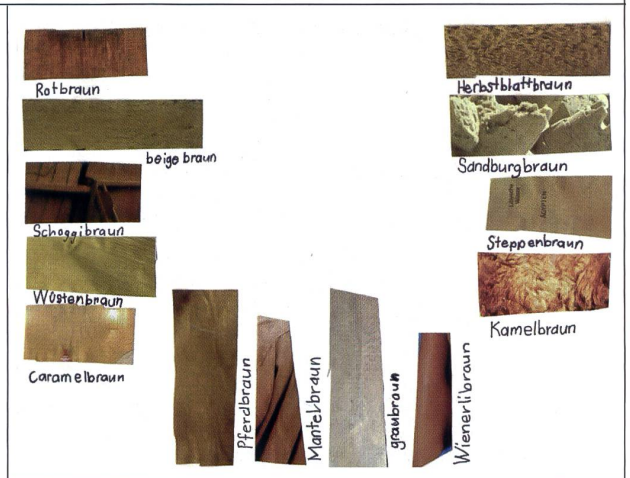 Rotbraun
beige braun
Schoggibraun
Wüstenbraun
Caramelbraun
Pferdbraun
Mantelbraun
graubraun
Wienerlibraun
Herbstblattbraun
Sandburgbraun
Steppenbraun
Kamelbraun